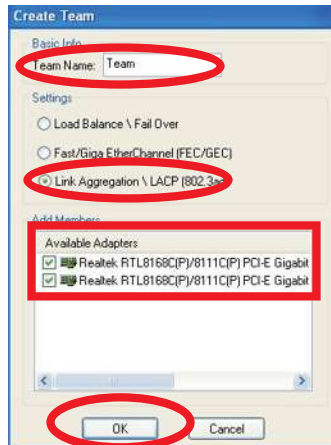 Create Team
Basic Info
Team Name: Team
Settings
Load Balance \ Fail Over
Fast/Giga EtherChannel (FEC/GEC)
Link Aggregation \ LACP (802.3ad
Add Members
Available Adapters
Realtek RTL8168C(P)/8111C(P) PCI-E Gigabit
Realtek RTL8168C(P)/8111C(P) PCI-E Gigabit
OK Cancel